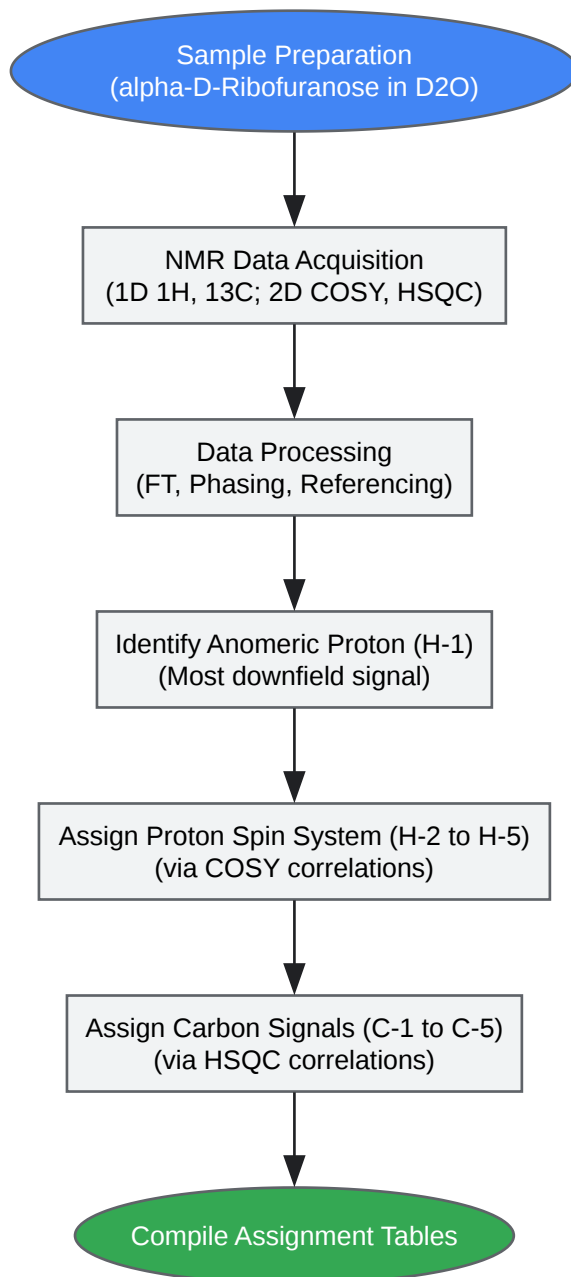 Sample Preparation
(alpha-D-Ribofuranose in D2O)
NMR Data Acquisition
(1D 1H, 13C; 2D COSY, HSQC)
Data Processing
(FT, Phasing, Referencing)
Identify Anomeric Proton (H-1)
(Most downfield signal)
Assign Proton Spin System (H-2 to H-5)
(via COSY correlations)
Assign Carbon Signals (C-1 to C-5)
(via HSQC correlations)
Compile Assignment Tables